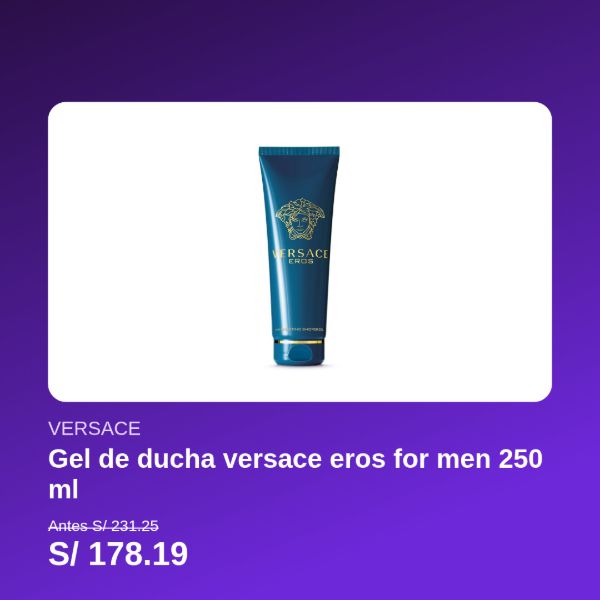 VERSACE
EROS
VERSACE
Gel de ducha versace eros for men 250
ml
Antes S/ 231.25
S/ 178.19